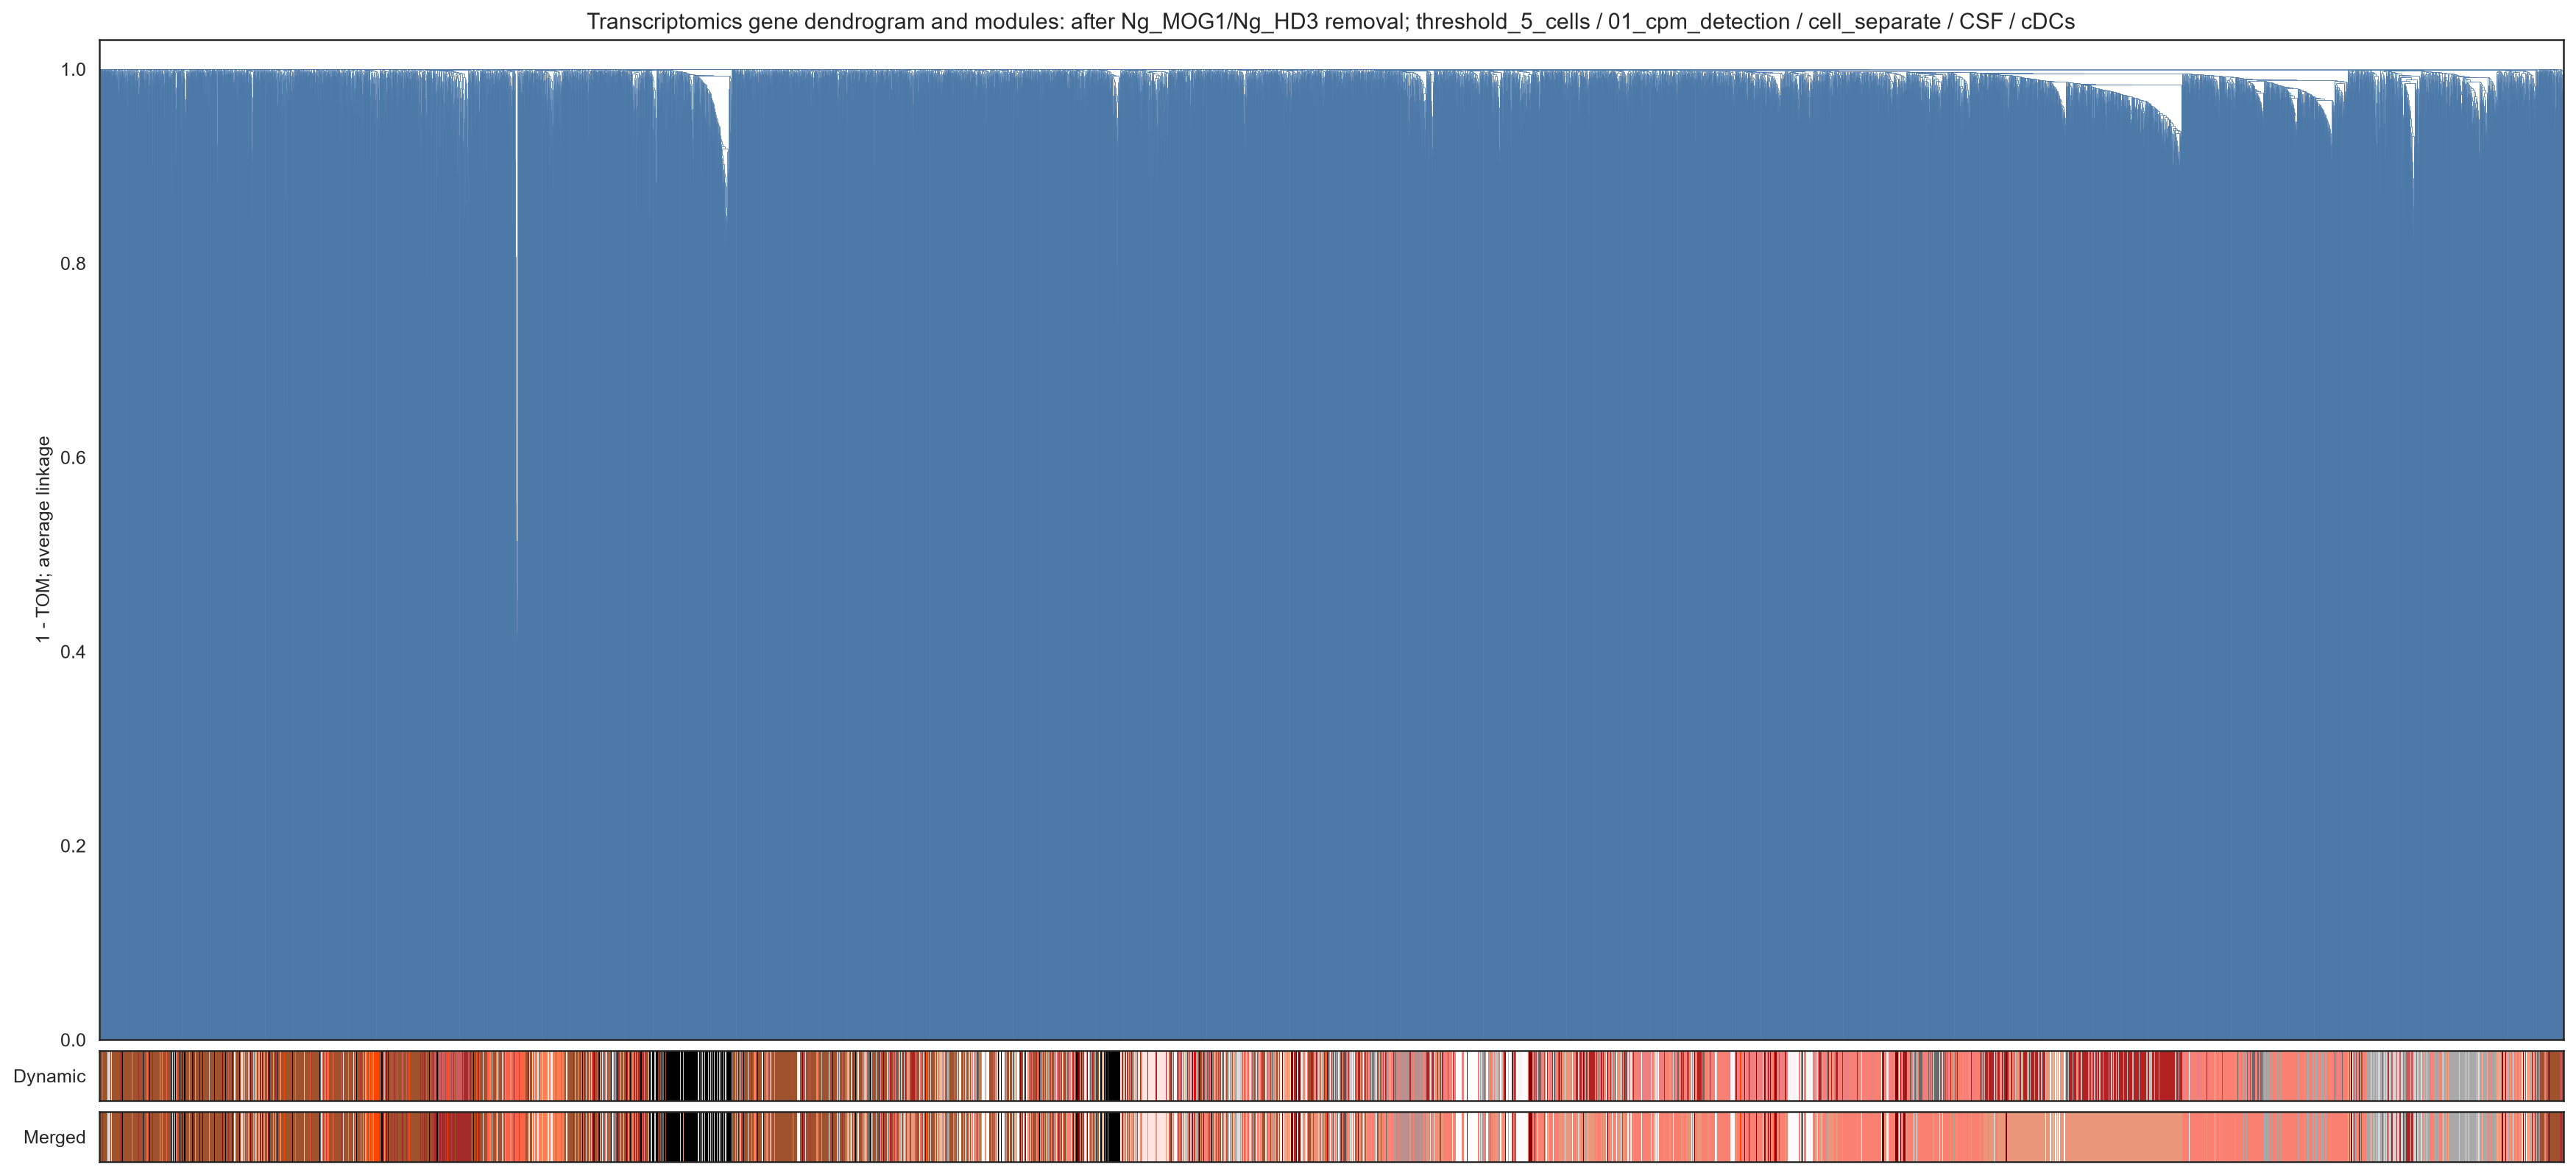 Transcriptomics gene dendrogram and modules: after Ng_MOG1/Ng_HD3 removal; threshold_5_cells / 01_cpm_detection / cell_separate / CSF / cDCs
1.0
0.8
0.6
0.4
0.2
0.0
1 - TOM; average linkage
Dynamic
Merged